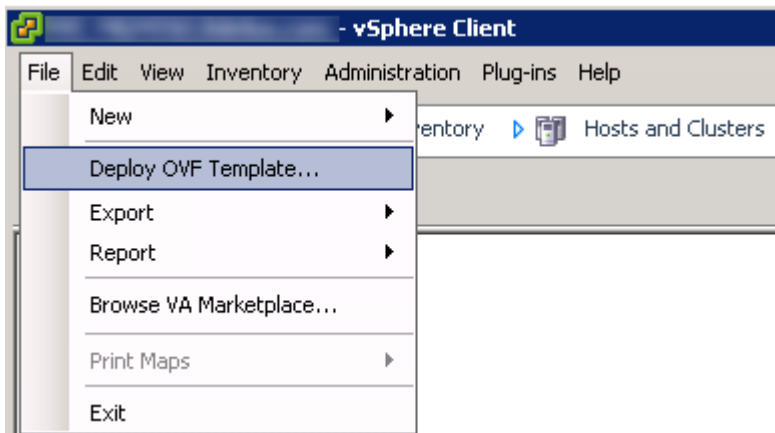 - vSphere Client
File Edit View Inventory Administration Plug-ins Help
New
Hosts and Clusters
Deploy OVF Template...
Export
Report
Browse VA Marketplace...
Print Maps
Exit